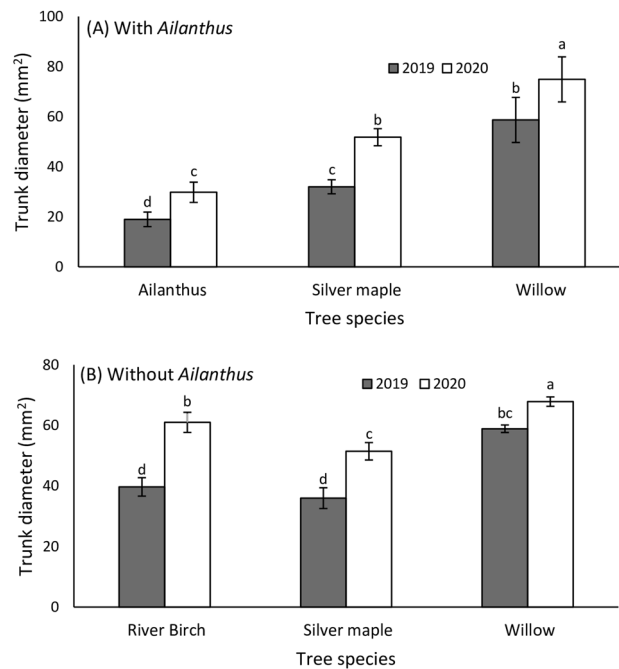 (A) With Ailanthus
100
80
60
40
20
0
Trunk diameter (mm²)
2019 2020
d c c b b a
Ailanthus Silver maple Willow
Tree species
(B) Without Ailanthus
80
60
40
20
0
Trunk diameter (mm²)
2019 2020
d b d c bc a
River Birch Silver maple Willow
Tree species